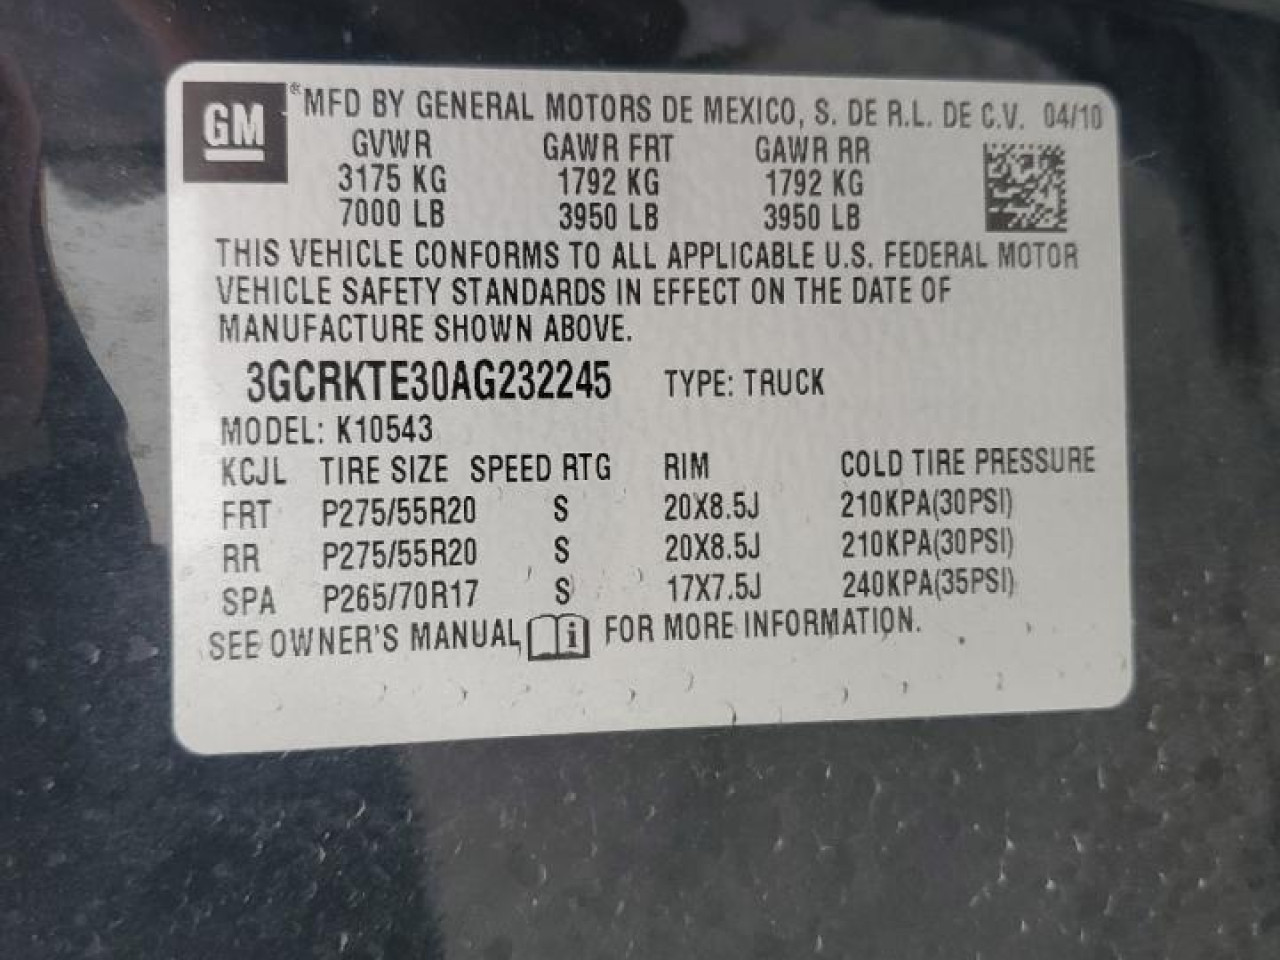 GM
*MFD BY GENERAL MOTORS DE MEXICO, S. DE R.L. DE C.V. 04/10
GVWR GAWR FRT GAWR RR
3175 KG 1792 KG 1792 KG
7000 LB 3950 LB 3950 LB
THIS VEHICLE CONFORMS TO ALL APPLICABLE U.S. FEDERAL MOTOR
VEHICLE SAFETY STANDARDS IN EFFECT ON THE DATE OF
MANUFACTURE SHOWN ABOVE.
3GCRKTE30AG232245 TYPE: TRUCK
MODEL: K10543
KCJL TIRE SIZE SPEED RTG RIM COLD TIRE PRESSURE
FRT P275/55R20 S 20X8.5J 210KPA(30PSI)
RR P275/55R20 S 20X8.5J 210KPA(30PSI)
SPA P265/70R17 S 17X7.5J 240KPA(35PSI)
SEE OWNER'S MANUAL i FOR MORE INFORMATION.